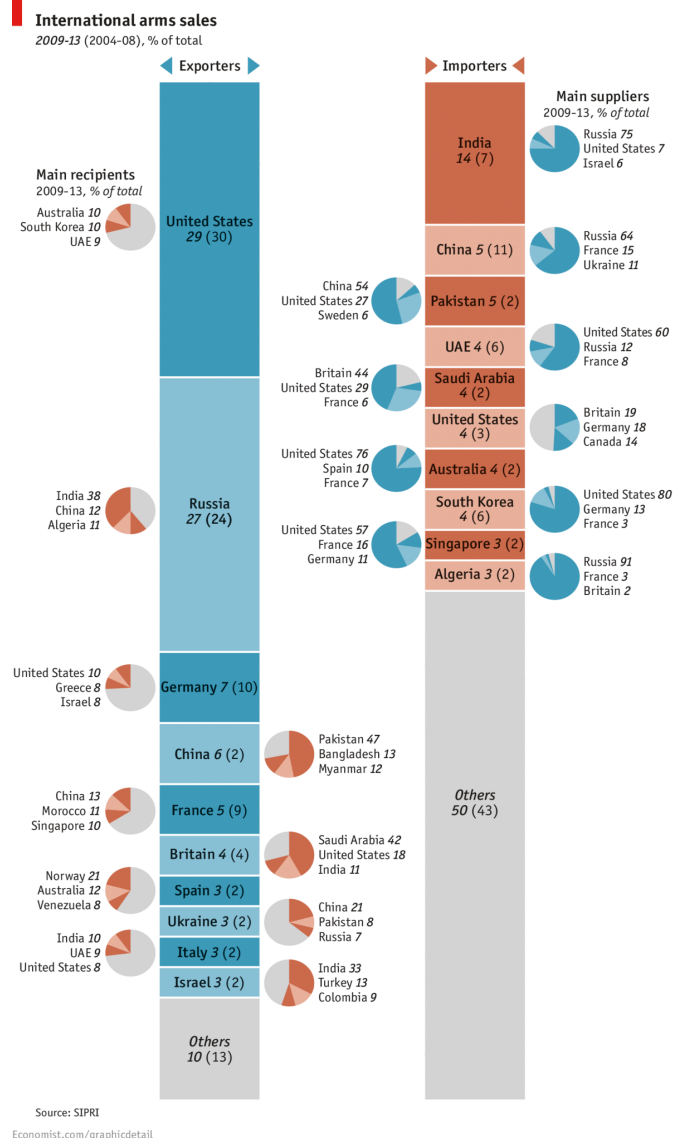 International arms sales
2009-13 (2004-08), % of total
Exporters
Importers
Main recipients
2009-13, % of total
Australia 10
South Korea 10
UAE 9
United States
29 (30)
India 38
China 12
Algeria 11
Russia
27 (24)
United States 10
Greece 8
Israel 8
Germany 7 (10)
China 6 (2)
Pakistan 47
Bangladesh 13
Myanmar 12
China 13
Morocco 11
Singapore 10
France 5 (9)
Britain 4 (4)
Saudi Arabia 42
United States 18
India 11
Norway 21
Australia 12
Venezuela 8
Spain 3 (2)
Ukraine 3 (2)
China 21
Pakistan 8
Russia 7
India 10
UAE 9
United States 8
Italy 3 (2)
Israel 3 (2)
India 33
Turkey 13
Colombia 9
Others
10 (13)
Main suppliers
2009-13, % of total
India
14 (7)
Russia 75
United States 7
Israel 6
China 5 (11)
Russia 64
France 15
Ukraine 11
China 54
United States 27
Sweden 6
Pakistan 5 (2)
UAE 4 (6)
United States 60
Russia 12
France 8
Britain 44
United States 29
France 6
Saudi Arabia
4 (2)
United States
4 (3)
Britain 19
Germany 18
Canada 14
United States 76
Spain 10
France 7
Australia 4 (2)
South Korea
4 (6)
United States 80
Germany 13
France 3
United States 57
France 16
Germany 11
Singapore 3 (2)
Algeria 3 (2)
Russia 91
France 3
Britain 2
Others
50 (43)
Source: SIPRI
Economist.com/graphicdetail